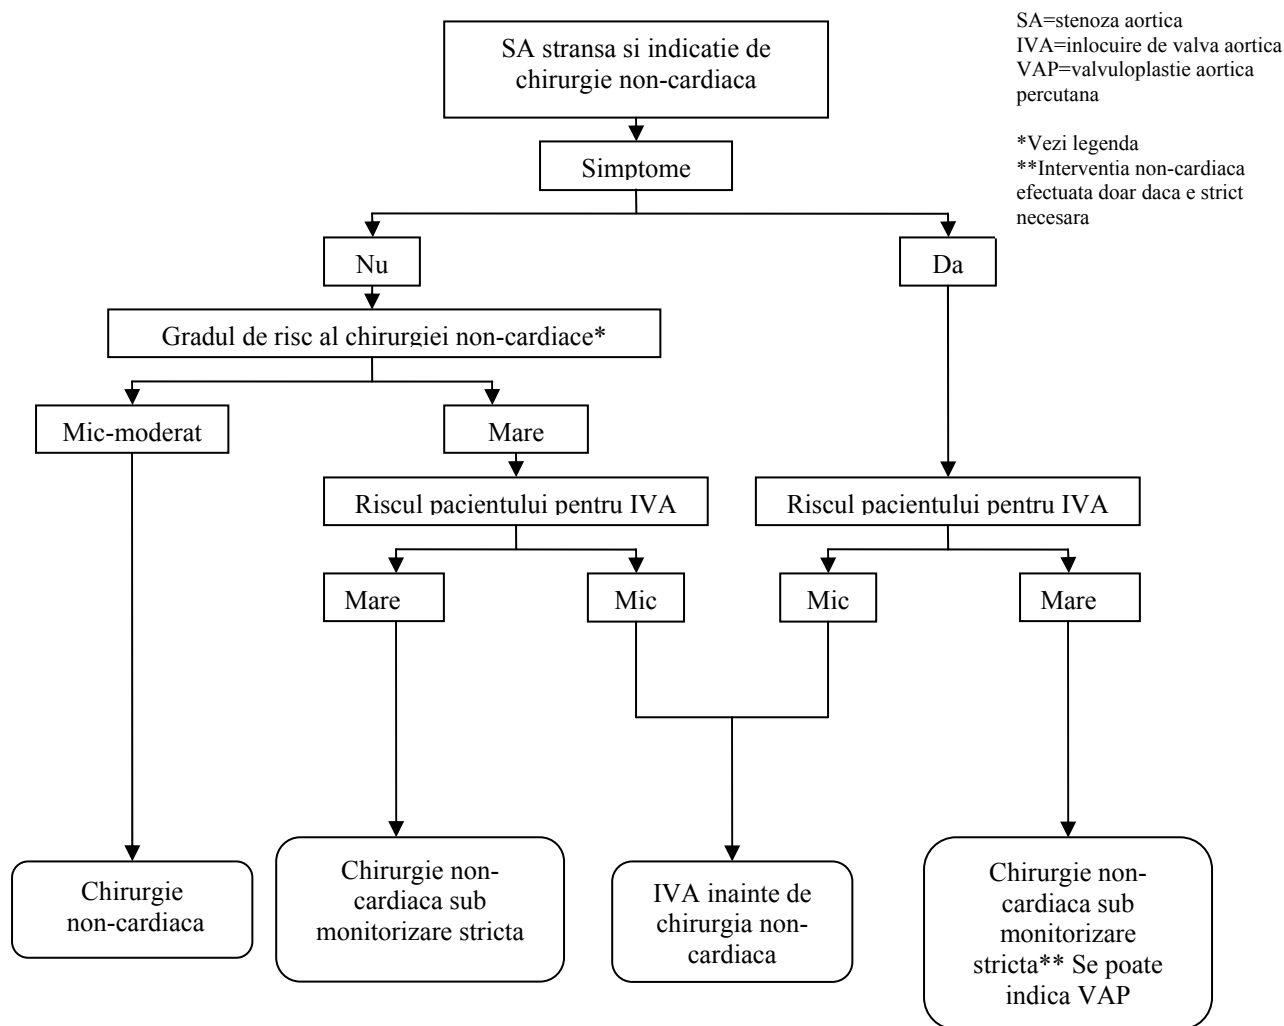 SA stransa si indicatie de
chirurgie non-cardiaca
SA=stenoza aortica
IVA=inlocuire de valva aortica
VAP=valvuloplastie aortica
percutana
*Vezi legenda
**Interventia non-cardiaca
efectuata doar daca e strict
necesara
Simptome
Nu
Da
Gradul de risc al chirurgiei non-cardiace*
Mic-moderat
Mare
Riscul pacientului pentru IVA
Riscul pacientului pentru IVA
Mare
Mic
Mic
Mare
Chirurgie
non-cardiaca
Chirurgie non-
cardiaca sub
monitorizare stricta
IVA inainte de
chirurgia non-
cardiaca
Chirurgie non-
cardiaca sub
monitorizare
stricta** Se poate
indica VAP